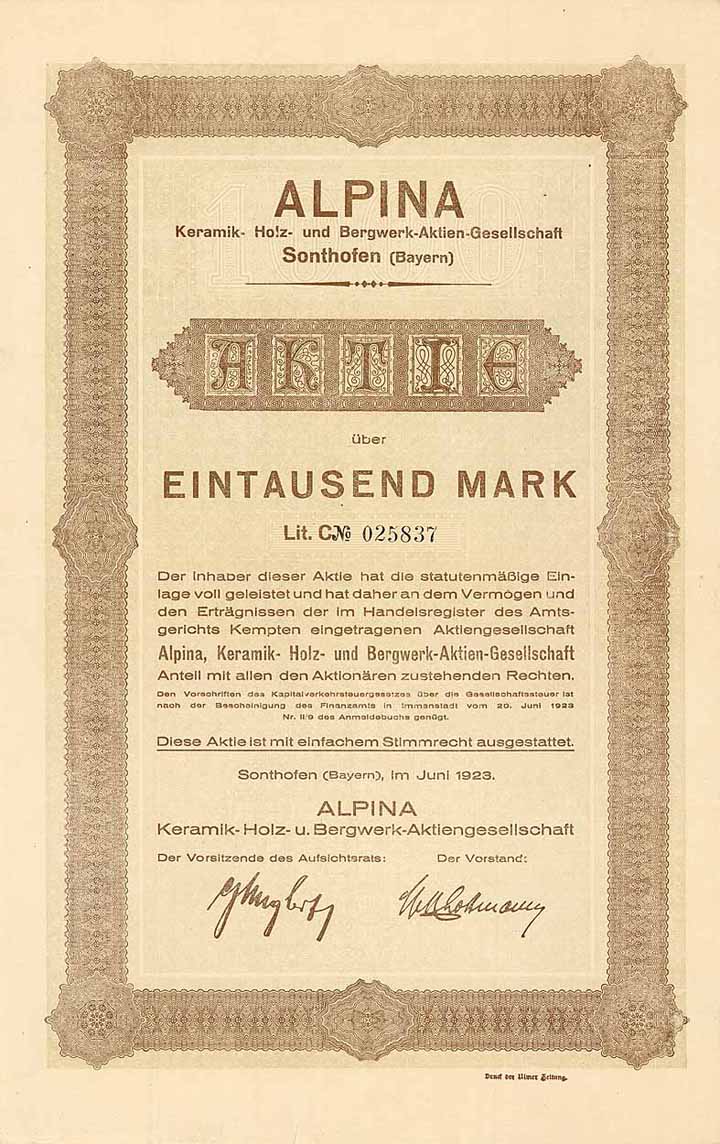 ALPINA
Keramik- Holz- und Bergwerk-Aktien-Gesellschaft
Sonthofen (Bayern)
AKTIE
über
EINTAUSEND MARK
Lit. C № 025837
Der Inhaber dieser Aktie hat die statutenmäßige Ein-
lage voll geleistet und hat daher an dem Vermögen und
den Erträgnissen der im Handelsregister des Amts-
gerichts Kempten eingetragenen Aktiengesellschaft
Alpina, Keramik- Holz- und Bergwerk-Aktien-Gesellschaft
Anteil mit allen den Aktionären zustehenden Rechten.
Den Vorschriften des Kapitalverkehrsteuergesetzes über die Gesellschaftssteuer ist
nach der Bescheinigung des Finanzamts in Immenstadt vom 20. Juni 1923
Nr. II/9 des Anmeldebuchs genügt.
Diese Aktie ist mit einfachem Stimmrecht ausgestattet.
Sonthofen (Bayern), im Juni 1923.
ALPINA
Keramik- Holz- u. Bergwerk-Aktiengesellschaft
Der Vorsitzende des Aufsichtsrats: Der Vorstand:
Druck der Ulmer Zeitung.